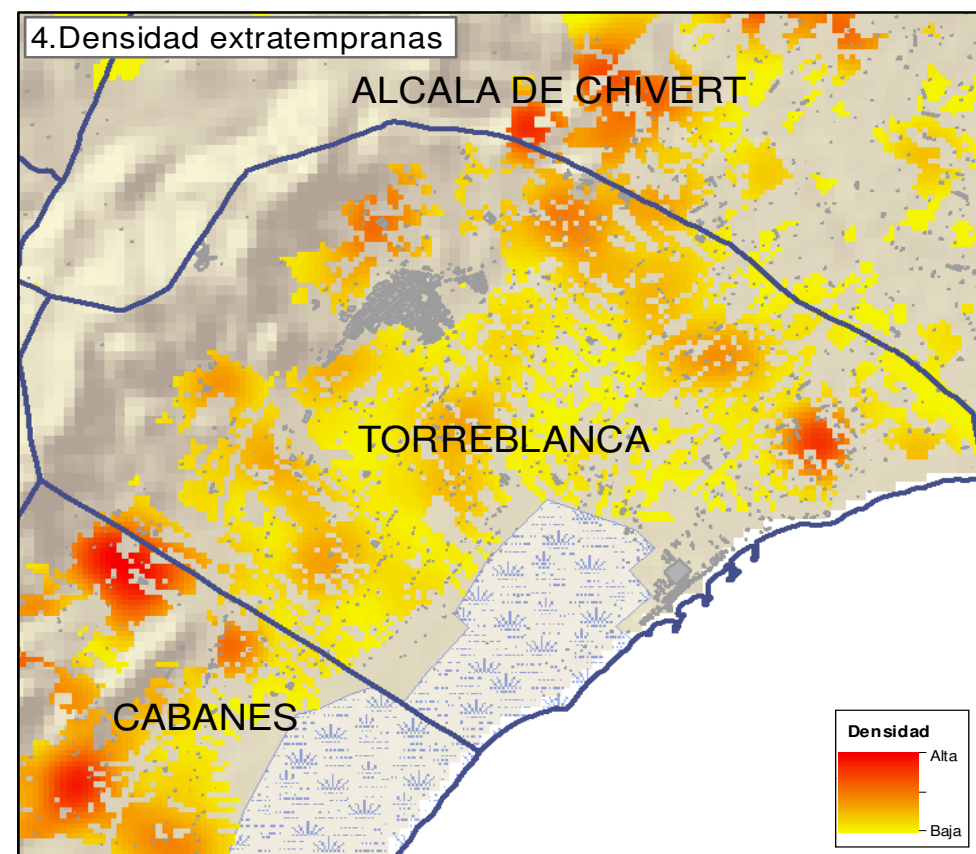 4.Densidad extratempranas
ALCALA DE CHIVERT
TORREBLANCA
CABANES
Densidad
Alta
Baja